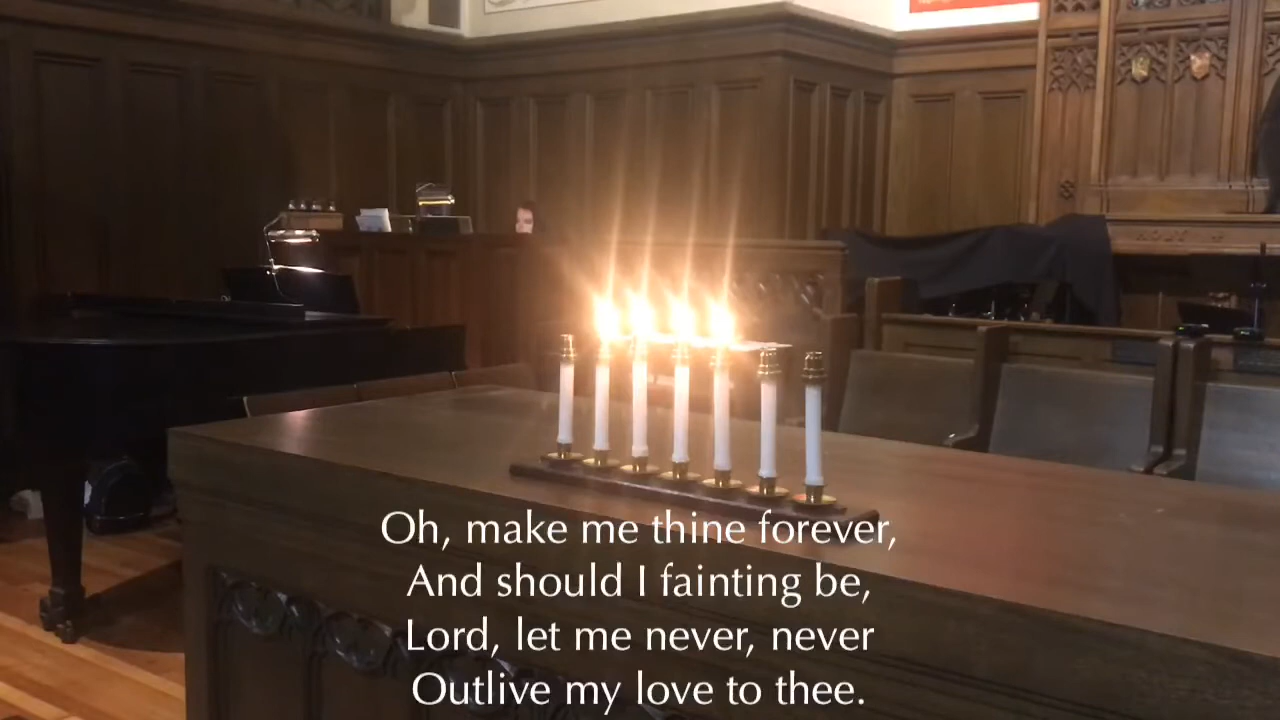 Oh, make me thine forever,
And should I fainting be,
Lord, let me never, never
Outlive my love to thee.